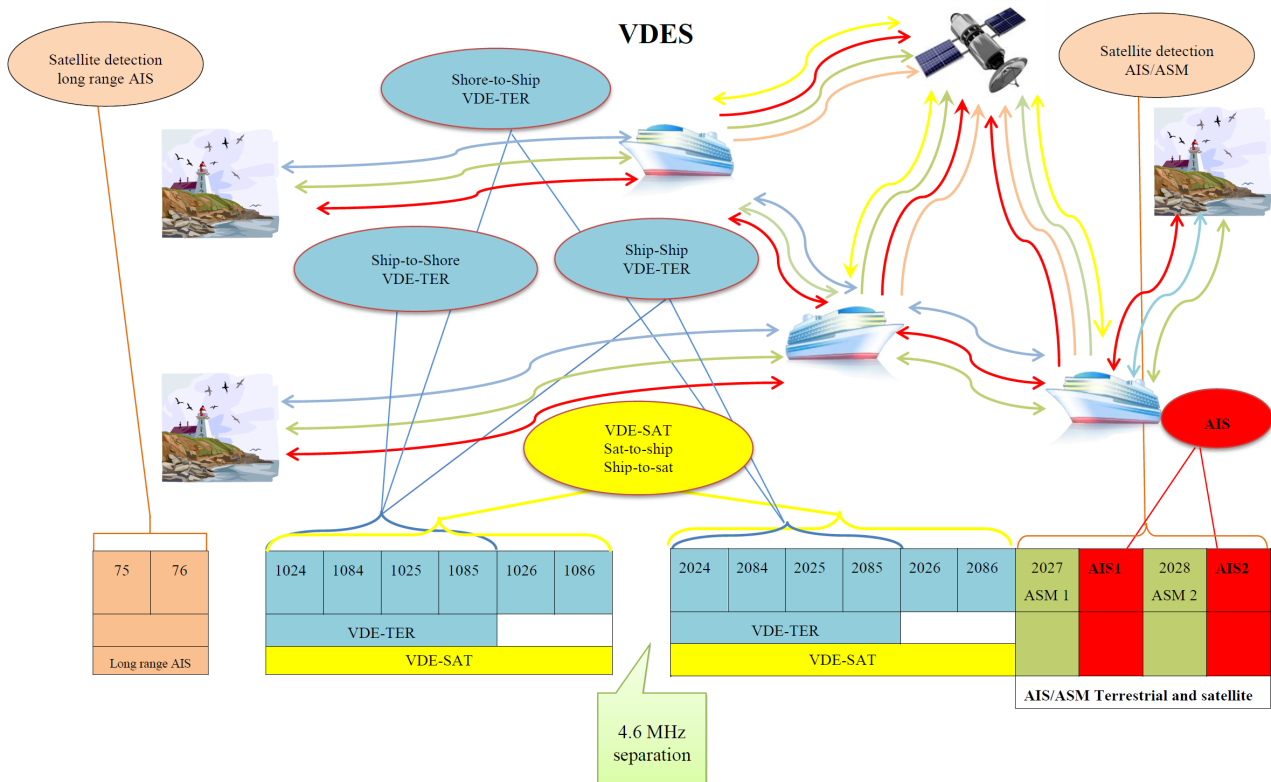 VDES
Satellite detection
long range AIS
Shore-to-Ship
VDE-TER
Satellite detection
AIS/ASM
Ship-to-Shore
VDE-TER
Ship-Ship
VDE-TER
VDE-SAT
Sat-to-ship
Ship-to-sat
AIS
75 76
1024 1084 1025 1085 1026 1086
2024 2084 2025 2085 2026 2086 2027 AIS1 2028 AIS2
ASM 1 ASM 2
VDE-TER
VDE-TER
Long range AIS
VDE-SAT
VDE-SAT
AIS/ASM Terrestrial and satellite
4.6 MHz
separation